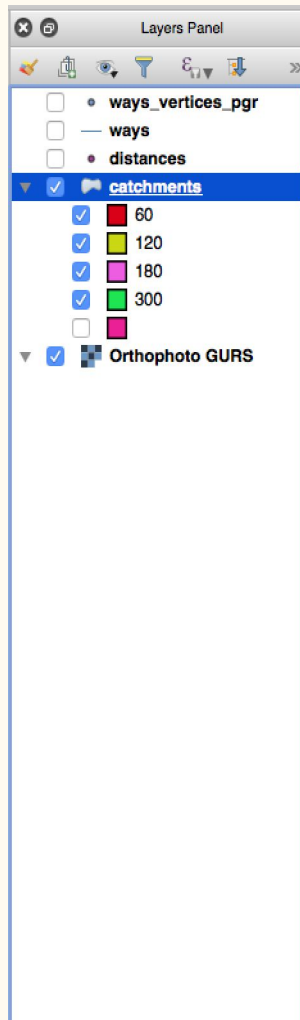 Layers Panel
ways_vertices_pgr
ways
distances
catchments
60
120
180
300
Orthophoto GURS